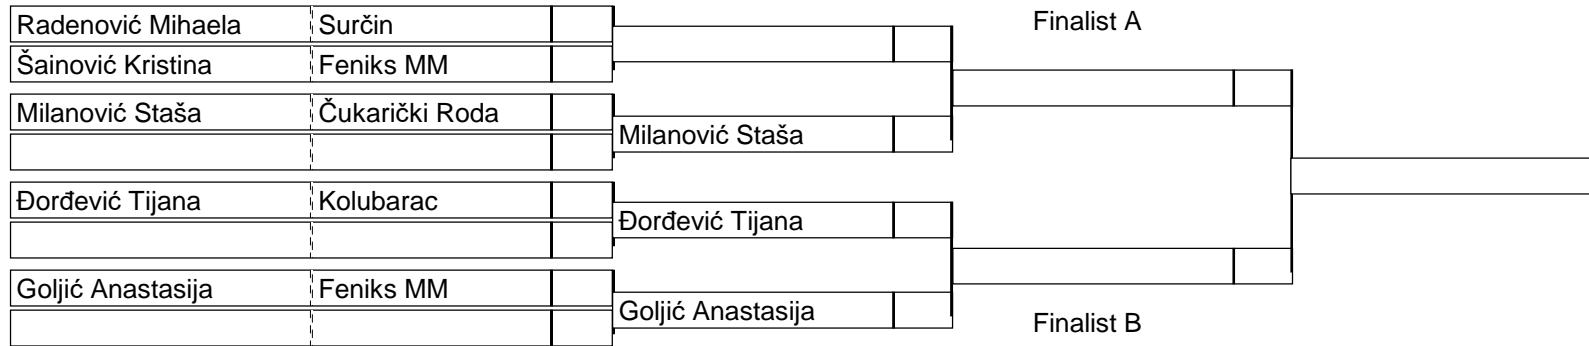 Radenović Mihaela Surčin
Šainović Kristina Feniks MM
Milanović Staša Čukarički Roda
Đorđević Tijana Kolubarac
Goljić Anastasija Feniks MM
Milanović Staša
Đorđević Tijana
Goljić Anastasija
Finalist A
Finalist B